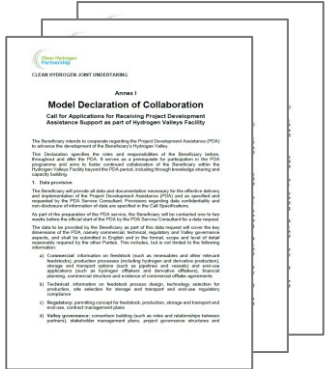 Clean Hydrogen
Partnership
CLEAN HYDROGEN JOINT UNDERTAKING
Annex I
Model Declaration of Collaboration
Call for Applications for Receiving Project Development
Assistance Support as part of Hydrogen Valleys Facility
The Beneficiary intends to cooperate regarding the Project Development Assistance (PDA)
to advance the development of the Beneficiary's Hydrogen Valley.
This Declaration specifies the roles and responsibilities of the Beneficiary before,
throughout and after the PDA. It serves as a prerequisite for participation in the PDA
programme and aims to foster continued collaboration of the Beneficiary within the
Hydrogen Valleys Facility beyond the PDA period, including through knowledge sharing and
capacity building.
1. Data provision
The Beneficiary will provide all data and documentation necessary for the effective delivery
and implementation of the Project Development Assistance (PDA) and as specified and
requested by the PDA Service Consultant. Provisions regarding data confidentiality and
non-disclosure of information of data are specified in the Call Specifications.
As part of the preparation of the PDA service, the Beneficiary will be contacted one to two
weeks before the official start of the PDA by the PDA Service Consultant for a data request.
The data to be provided by the Beneficiary as part of this data request will cover the key
dimensions of the PDA, namely commercial, technical, regulatory and Valley governance
aspects, and shall be submitted in English and in the format, scope and level of detail
reasonably required by the other Parties. This includes, but is not limited to the following
information:
a) Commercial: information on feedstock (such as renewables and other relevant
feedstocks), production processes (including hydrogen and derivative production),
storage and transport options (such as pipelines and vessels) and end-use
applications (such as hydrogen offtakers and derivative offtakers), financial
planning, commercial structure and evidence of commercial offtake agreements
b) Technical: information on feedstock process design, technology selection for
production, site selection for storage and transport and end-use regulatory
compliance
c) Regulatory: permitting concept for feedstock, production, storage and transport and
end-use, contract management plans
d) Valley governance: consortium building (such as roles and relationships between
partners), stakeholder management plans, project governance structures and